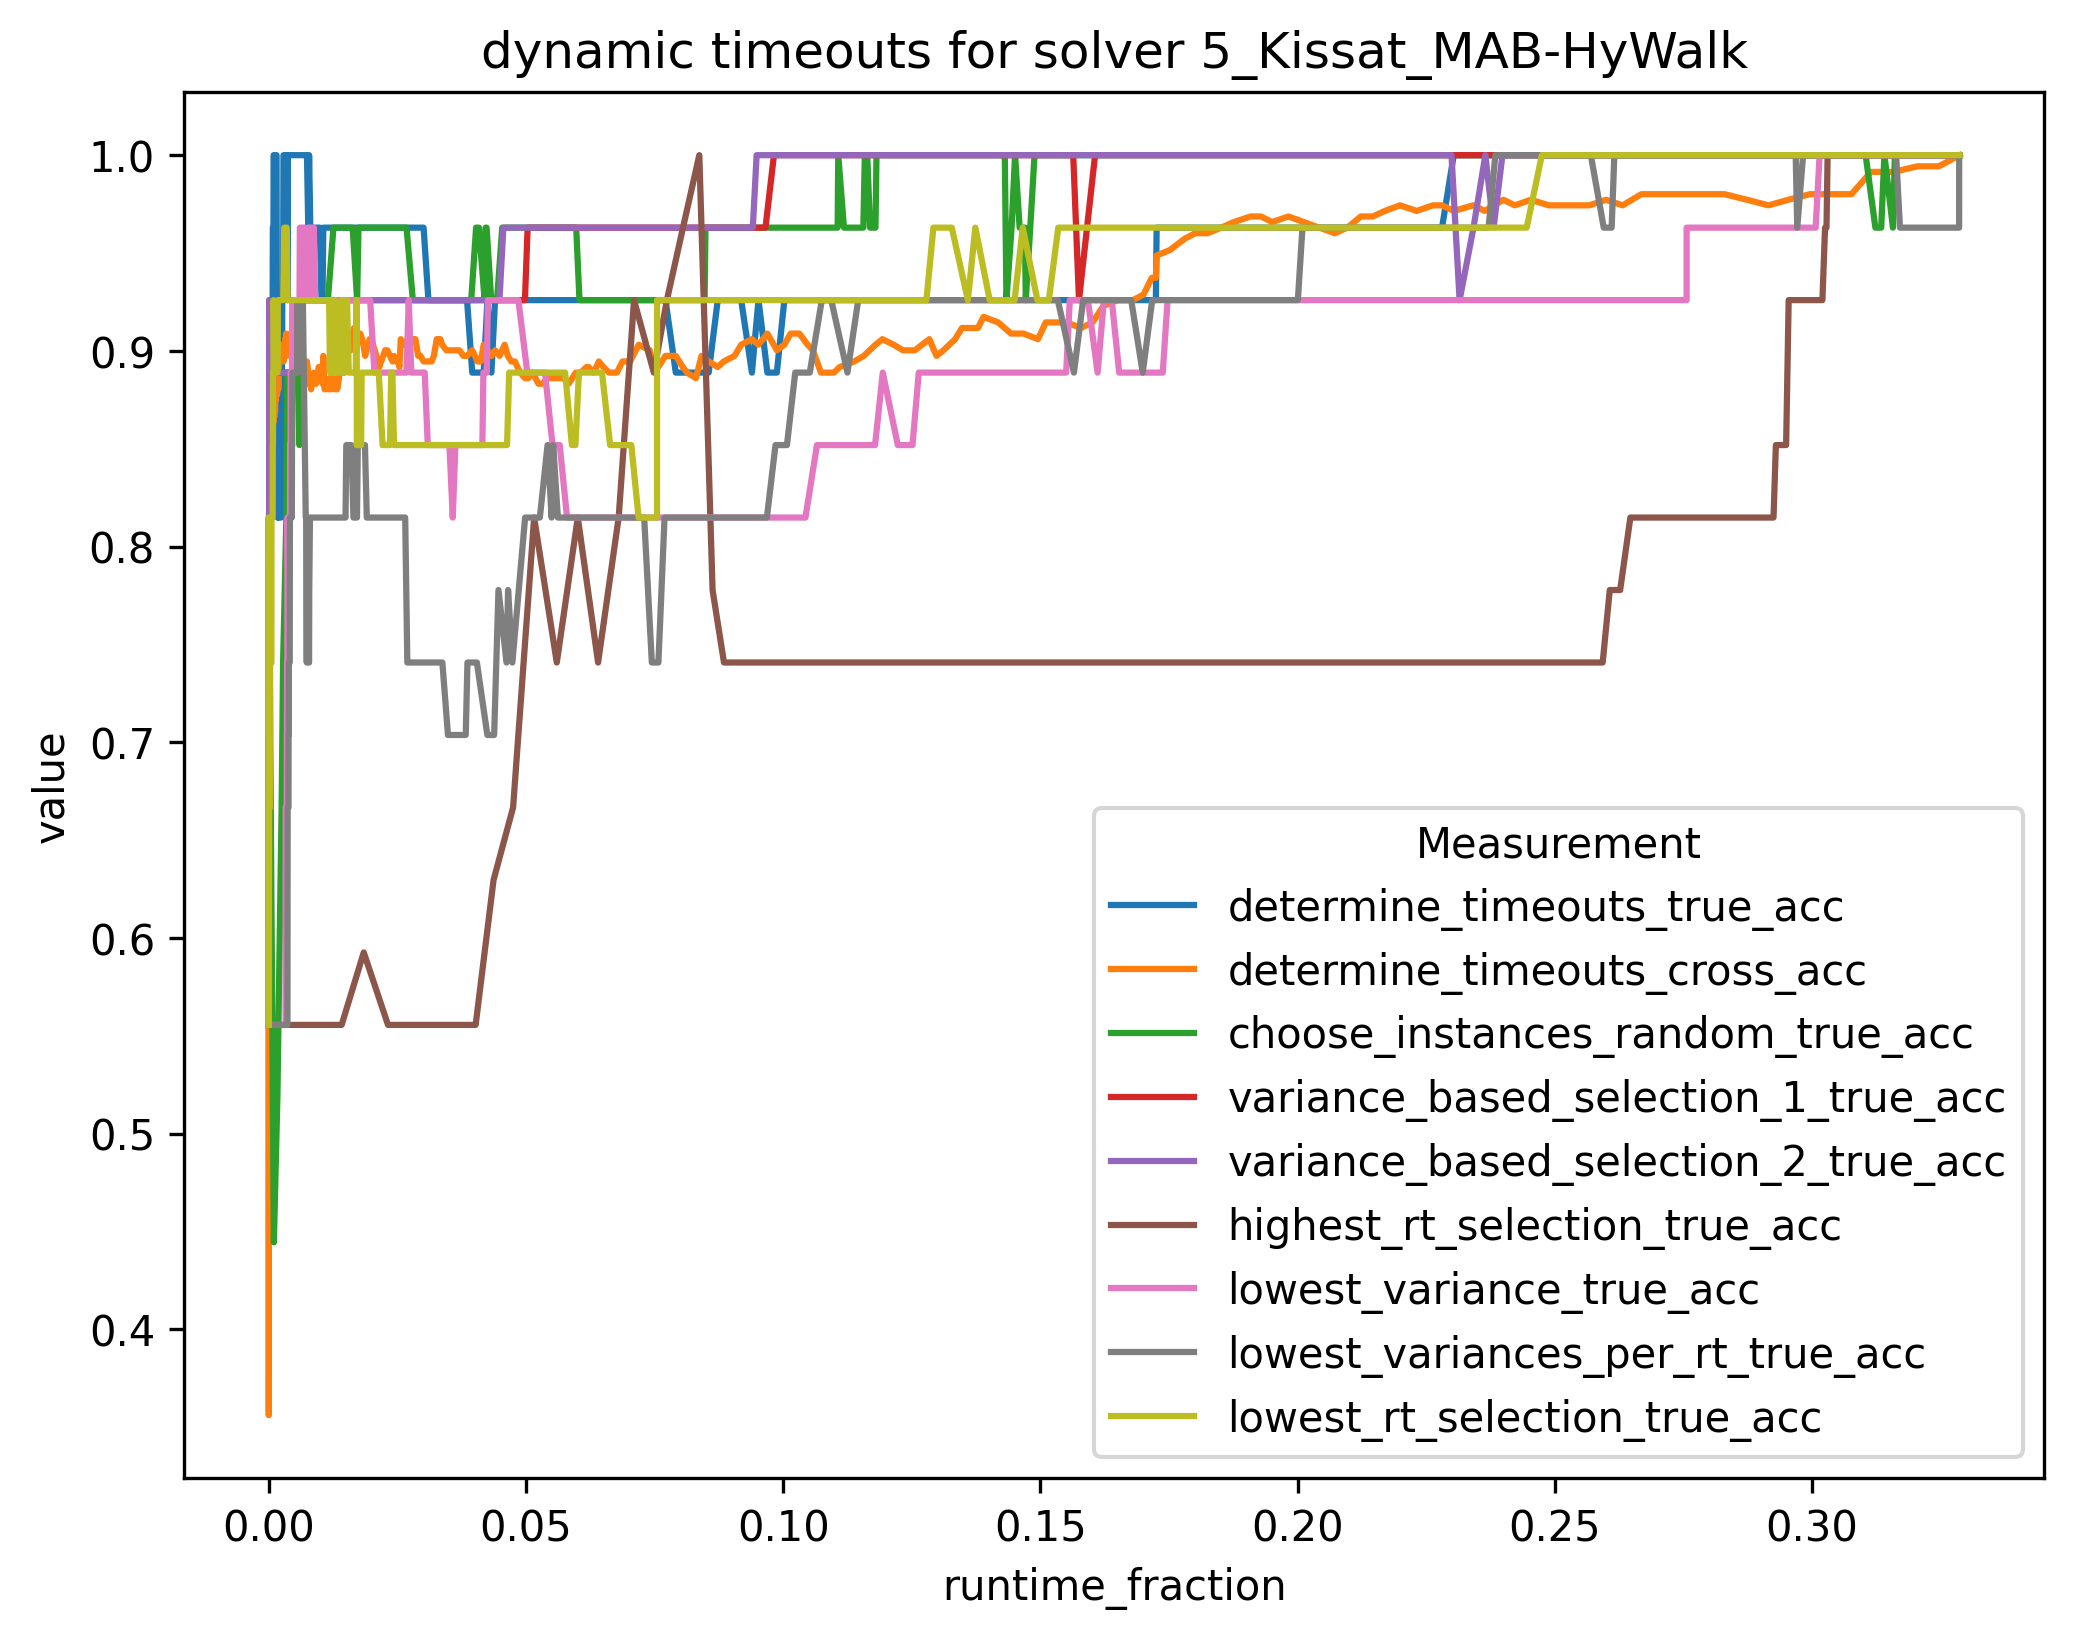 dynamic timeouts for solver 5_Kissat_MAB-HyWalk
1.0
0.9
0.8
0.7
0.6
0.5
0.4
value
0.00 0.05 0.10 0.15 0.20 0.25 0.30
runtime_fraction
Measurement
determine_timeouts_true_acc
determine_timeouts_cross_acc
choose_instances_random_true_acc
variance_based_selection_1_true_acc
variance_based_selection_2_true_acc
highest_rt_selection_true_acc
lowest_variance_true_acc
lowest_variances_per_rt_true_acc
lowest_rt_selection_true_acc